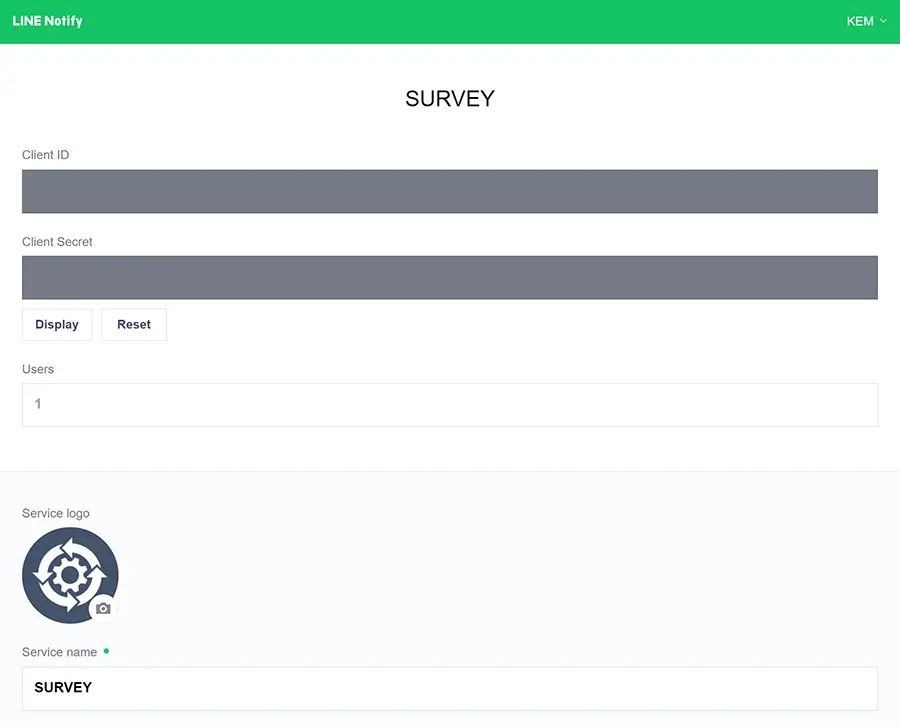 LINE Notify
KEM
SURVEY
Client ID
Client Secret
Display Reset
Users
1
Service logo
Service name
SURVEY